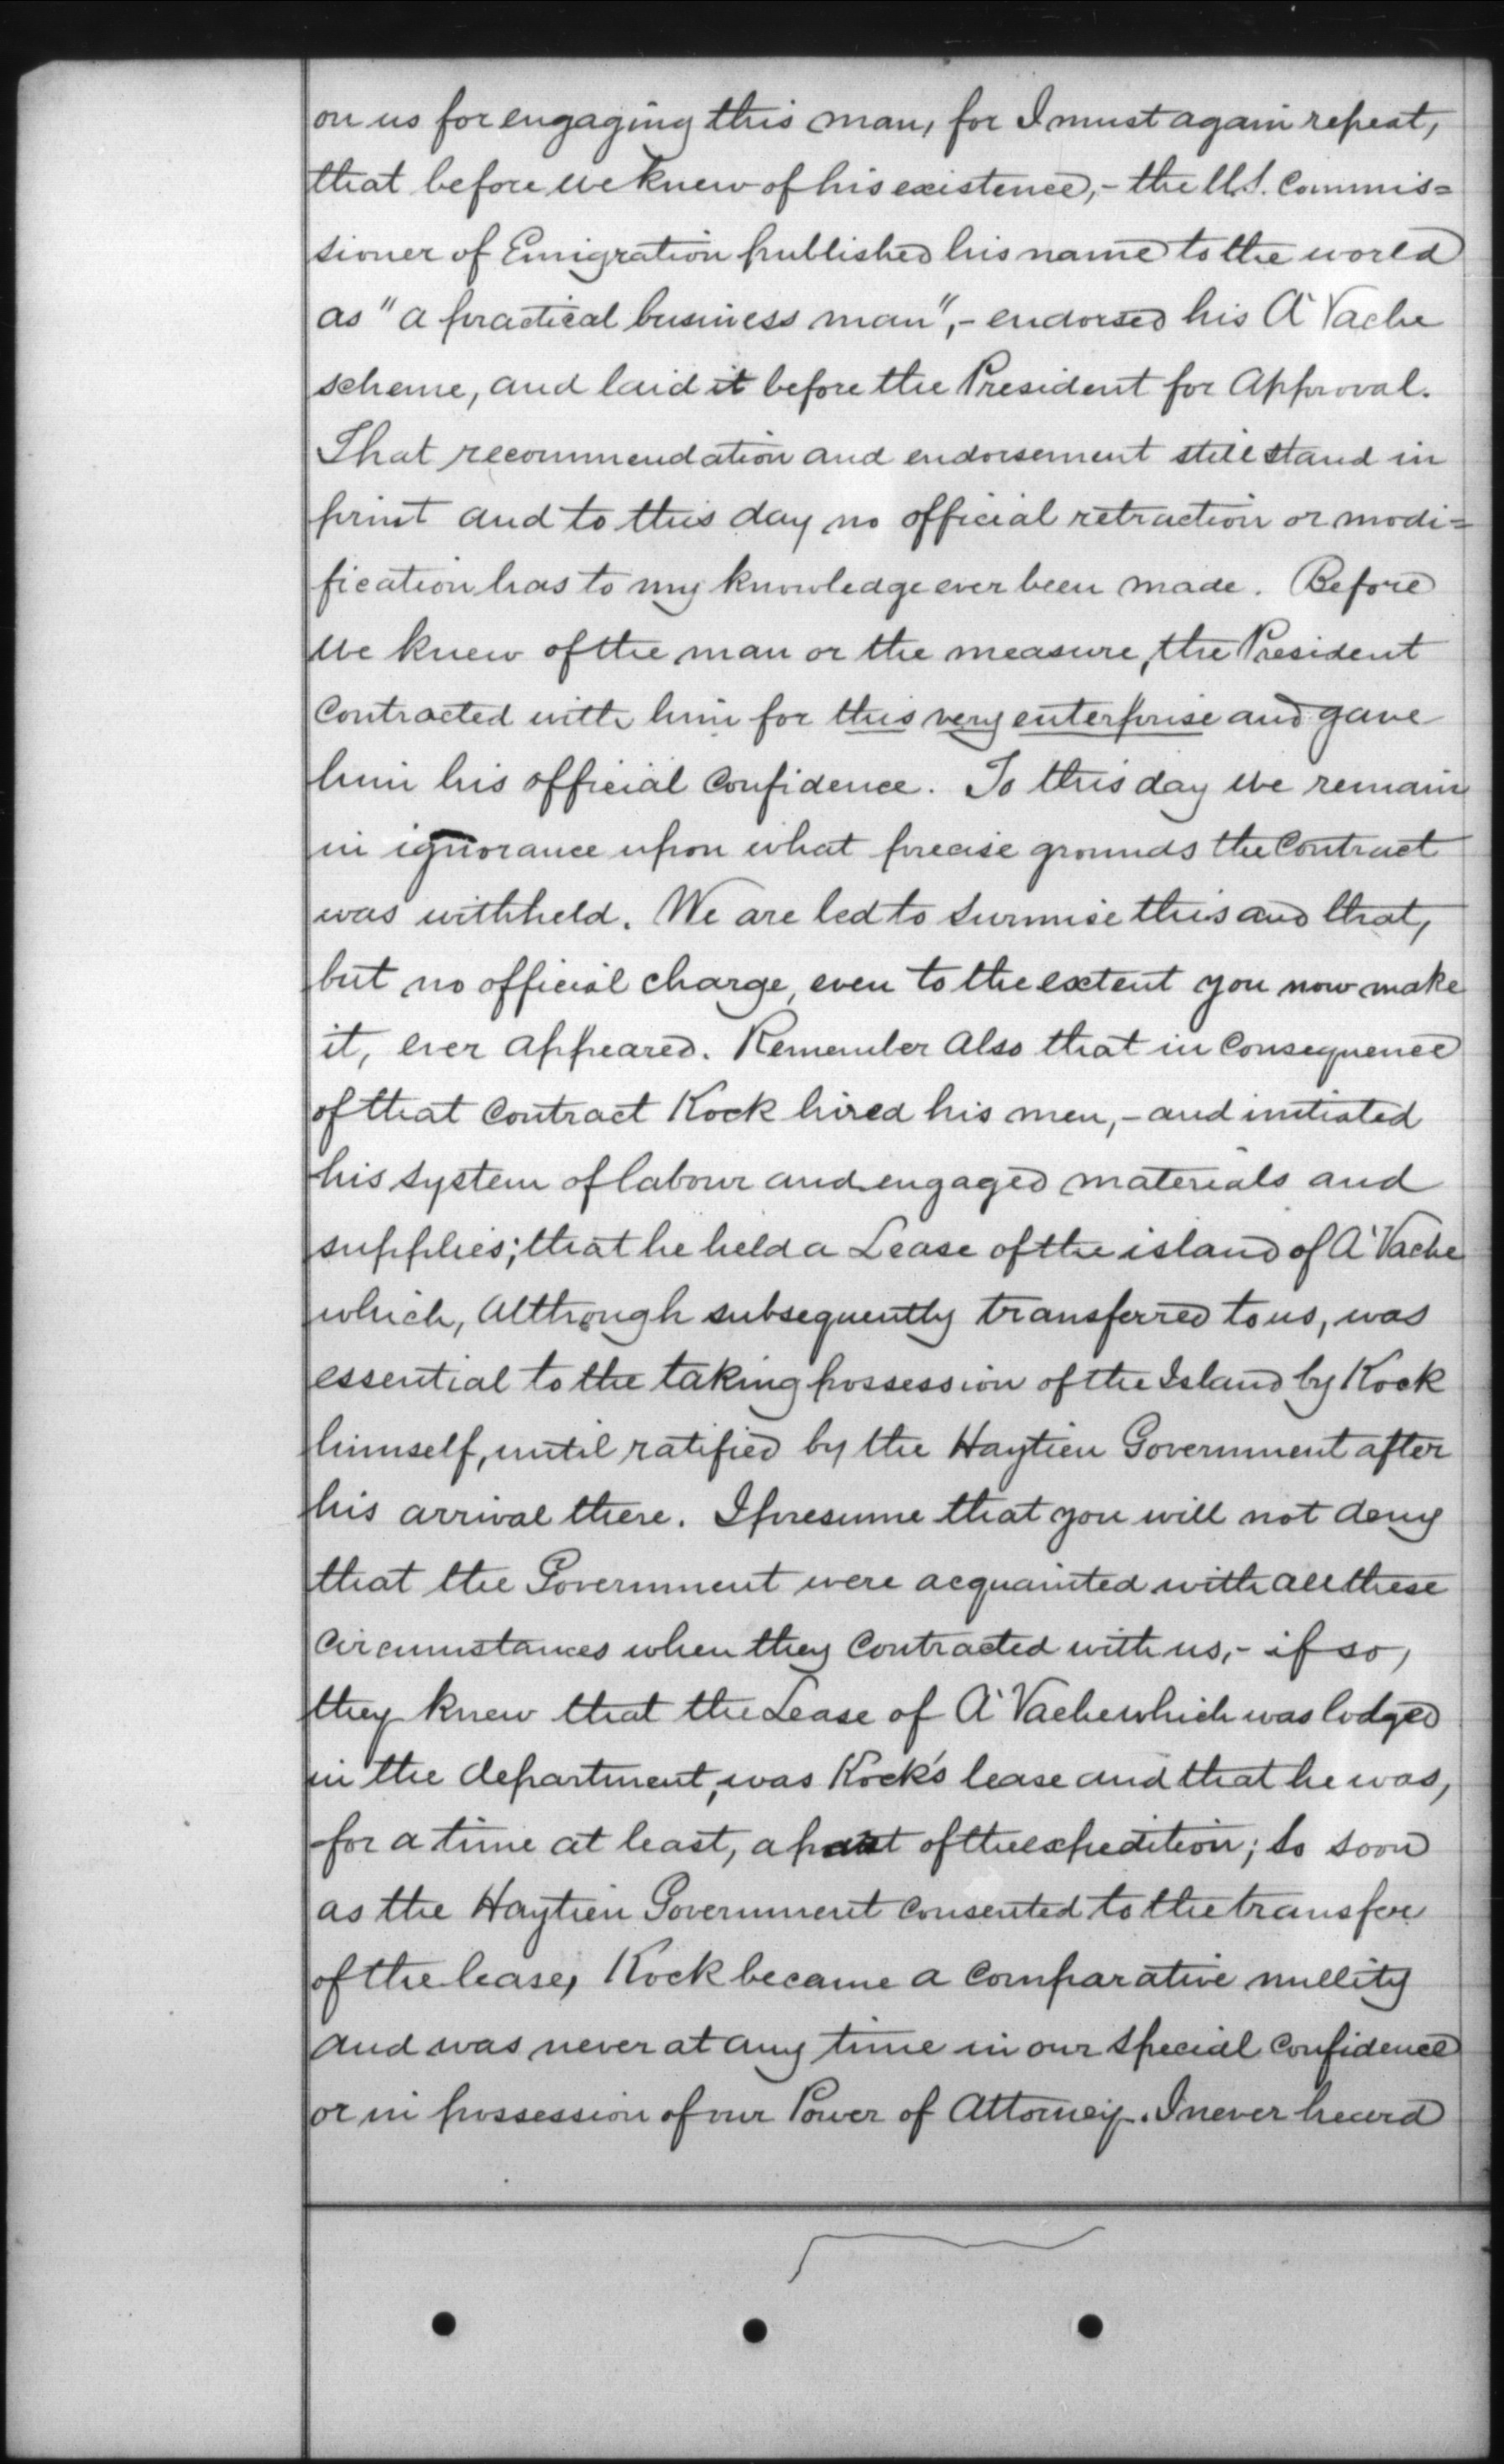 on us for engaging this man, for I must again repeat,
that before we knew of his existence,- the U.S. Commis=
sioner of Emigration published his name to the world
as "a practical business man",- endorsed his A' Vache
scheme, and laid it before the President for Approval.
That recommendation and endorsement still stand in
print and to this day no official retraction or modi=
fication has to my knowledge ever been made. Before
we knew of the man or the measure, the President
contracted with him for this very enterprise and gave
him his official confidence. To this day we remain
in ignorance upon what precise grounds the Contract
was withheld. We are led to surmise this and that,
but no official charge, even to the extent you now make
it, ever appeared. Remember also that in consequence
of that contract Kock hired his men,- and initiated
his system of labour and engaged materials and
supplies; that he held a Lease of the island of A' Vache
which, although subsequently transferred to us, was
essential to the taking possession of the Island by Kock
himself, until ratified by the Haytien Government after
his arrival there. I presume that you will not deny
that the Government were acquainted with all these
circumstances when they contracted with us,- if so,
they knew that the Lease of A' Vache which was lodged
in the department, was Kock's lease and that he was,
for a time at least, a part of the expedition; so soon
as the Haytien Government consented to the transfer
of the lease, Kock became a comparative nullity
and was never at any time in our special confidence
or in possession of our Power of Attorney. I never heard